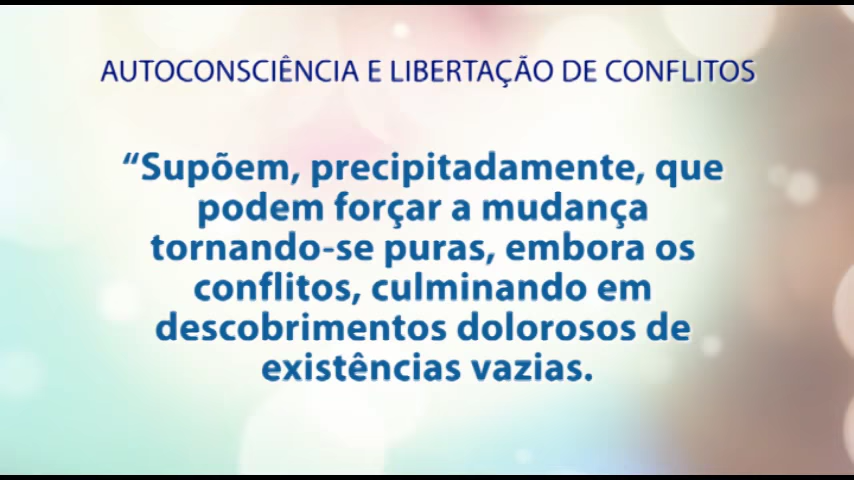 AUTOCONSCIÊNCIA E LIBERTAÇÃO DE CONFLITOS
“Supõem, precipitadamente, que
podem forçar a mudança
tornando-se puras, embora os
conflitos, culminando em
descobrimentos dolorosos de
existências vazias.